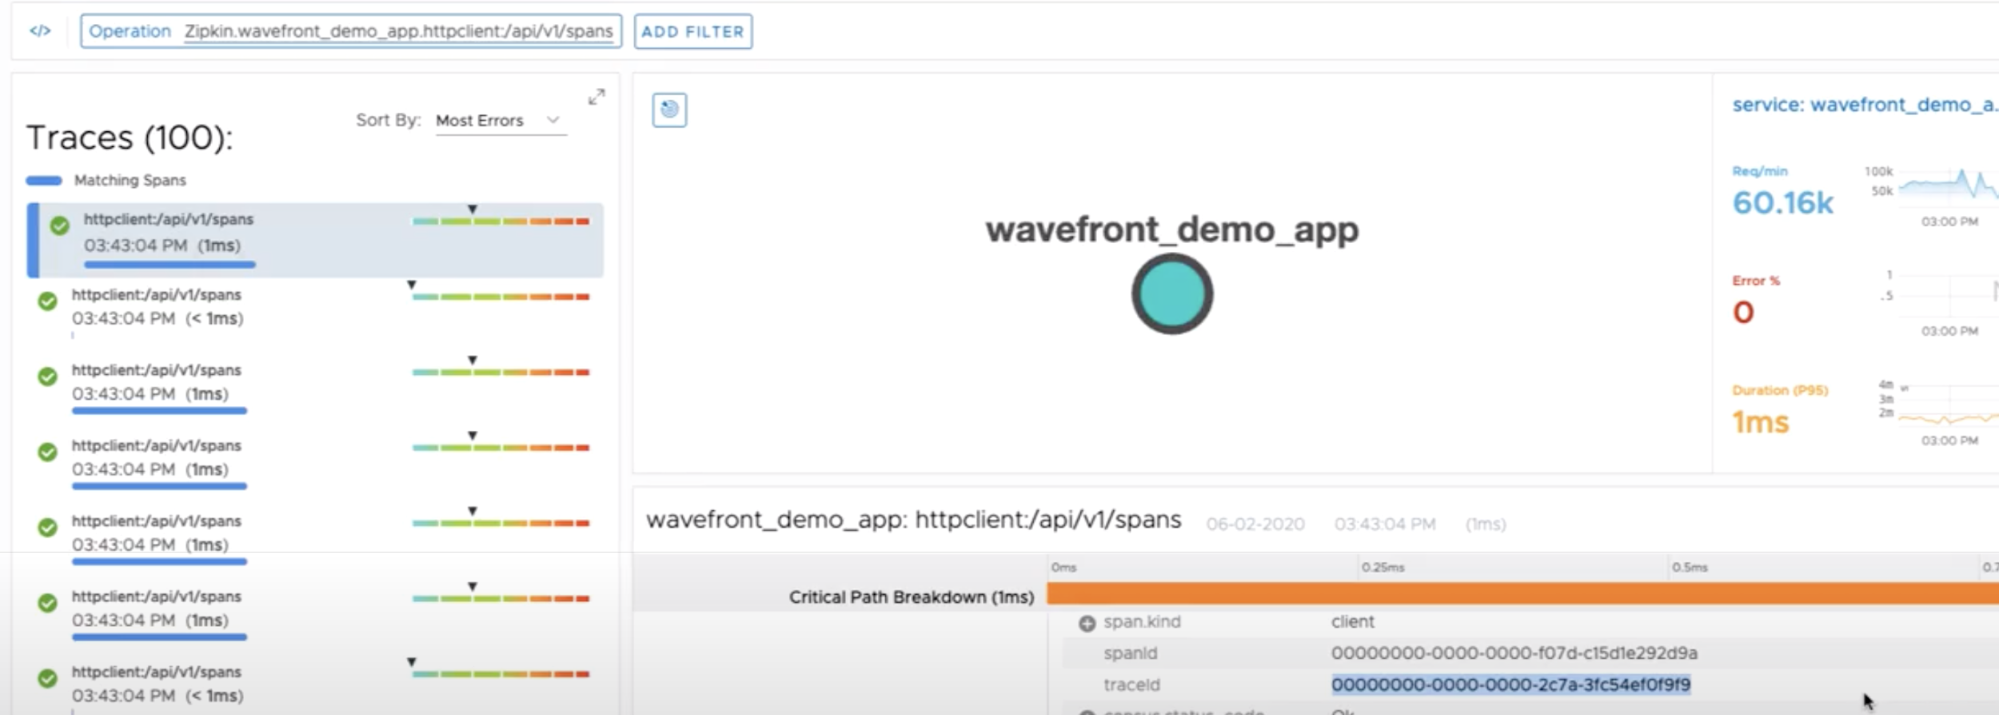 </> Operation Zipkin.wavefront_demo_app.httpclient:/api/v1/spans ADD FILTER
Traces (100):
Sort By: Most Errors
Matching Spans
httpclient:/api/v1/spans
03:43:04 PM (1ms)
httpclient:/api/v1/spans
03:43:04 PM (< 1ms)
httpclient:/api/v1/spans
03:43:04 PM (1ms)
httpclient:/api/v1/spans
03:43:04 PM (1ms)
httpclient:/api/v1/spans
03:43:04 PM (1ms)
httpclient:/api/v1/spans
03:43:04 PM (1ms)
httpclient:/api/v1/spans
03:43:04 PM (< 1ms)
wavefront_demo_app
service: wavefront_demo_a.
Req/min
60.16k
100k
50k
03:00 PM
Error %
0
1
.5
03:00 PM
Duration (P95)
1ms
4m
3m
2m
03:00 PM
wavefront_demo_app: httpclient:/api/v1/spans 06-02-2020 03:43:04 PM (1ms)
0ms 0.25ms 0.5ms 0.7
Critical Path Breakdown (1ms)
span.kind client
spanId 00000000-0000-0000-f07d-c15d1e292d9a
traceId 00000000-0000-0000-2c7a-3fc54ef0f9f9